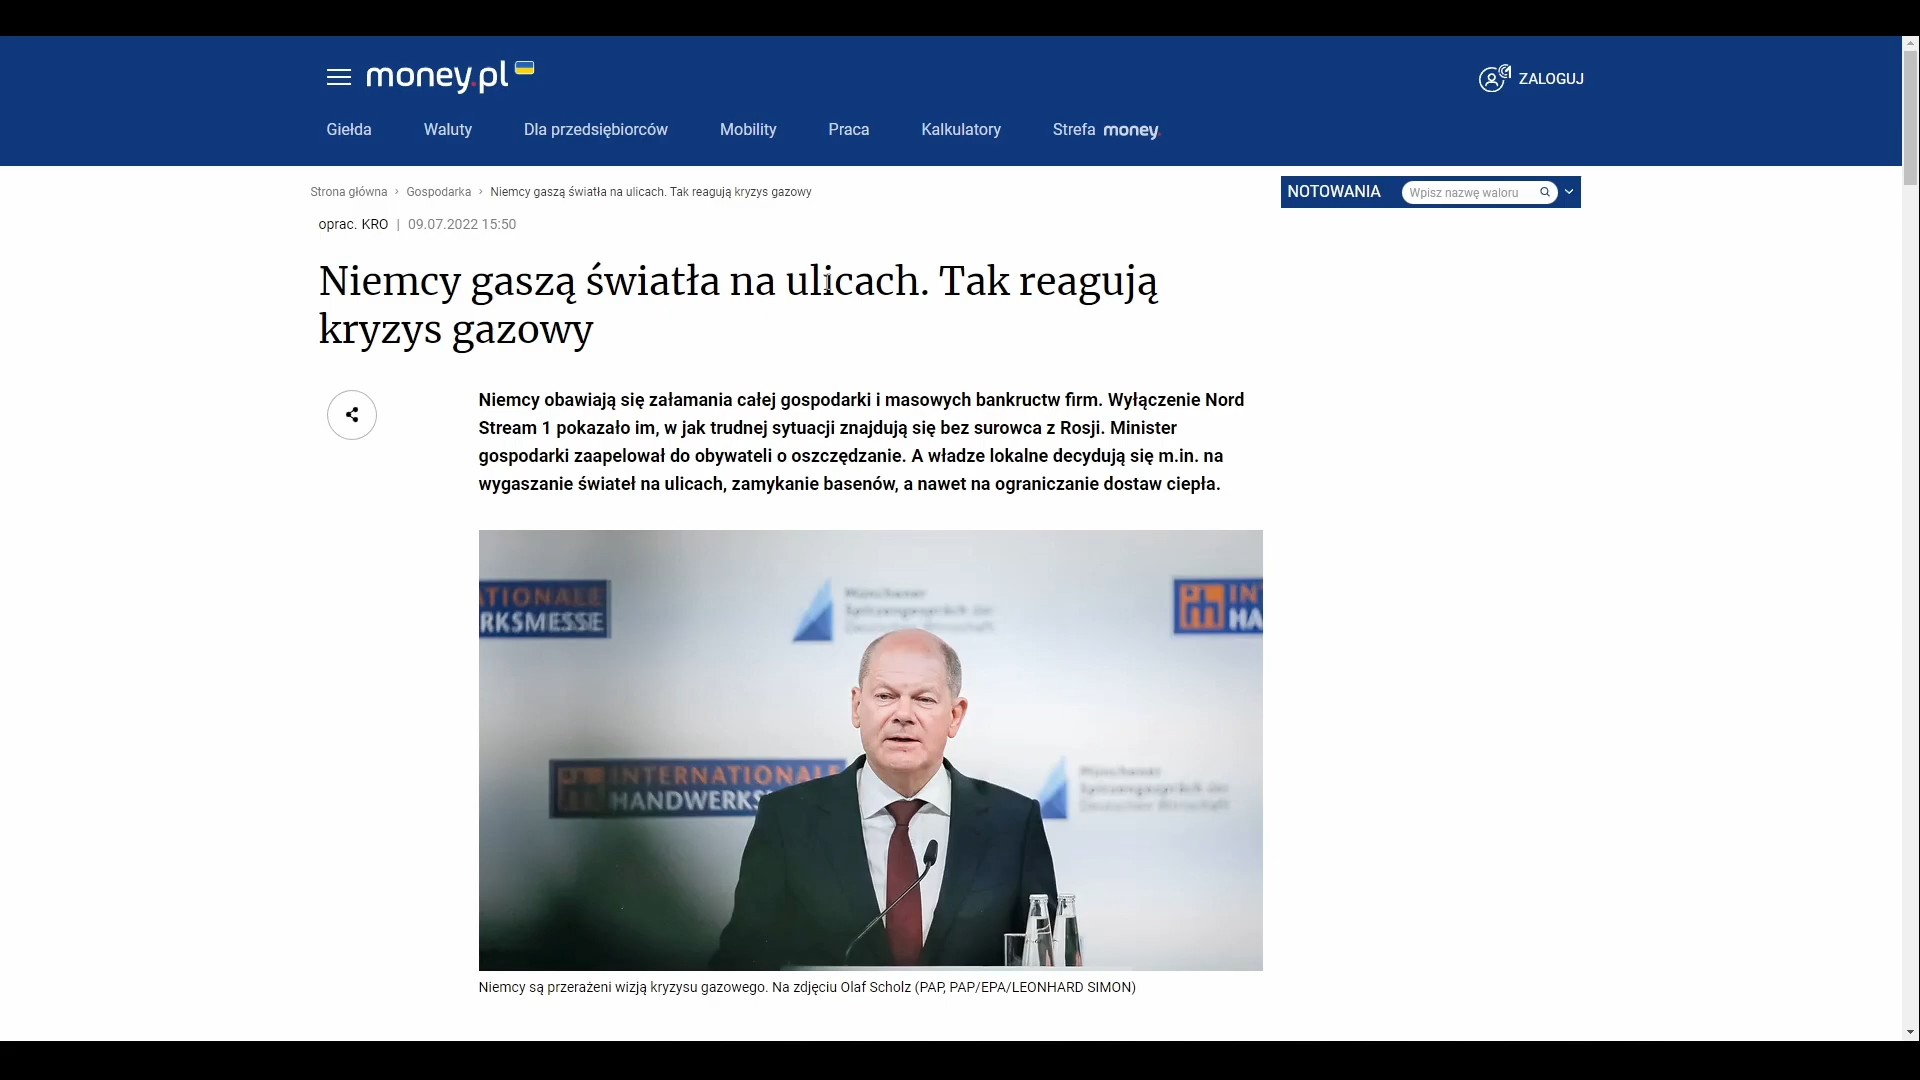 money.pl
ZALOGUJ
Giełda Waluty Dla przedsiębiorców Mobility Praca Kalkulatory Strefa money.
Strona główna › Gospodarka › Niemcy gaszą światła na ulicach. Tak reagują kryzys gazowy
NOTOWANIA Wpisz nazwę waloru
oprac. KRO | 09.07.2022 15:50
Niemcy gaszą światła na ulicach. Tak reagują
kryzys gazowy
Niemcy obawiają się załamania całej gospodarki i masowych bankructw firm. Wyłączenie Nord
Stream 1 pokazało im, w jak trudnej sytuacji znajdują się bez surowca z Rosji. Minister
gospodarki zaapelował do obywateli o oszczędzanie. A władze lokalne decydują się m.in. na
wygaszanie świateł na ulicach, zamykanie basenów, a nawet na ograniczanie dostaw ciepła.
ATIONALE
RKSMESSE
Münchener
Spitzengespräch der
Deutschen Wirtschaft
IN
HA
INTERNATIONALE
HANDWERKS
Münchener
Spitzengespräch der
Deutschen Wirtschaft
Niemcy są przerażeni wizją kryzysu gazowego. Na zdjęciu Olaf Scholz (PAP, PAP/EPA/LEONHARD SIMON)